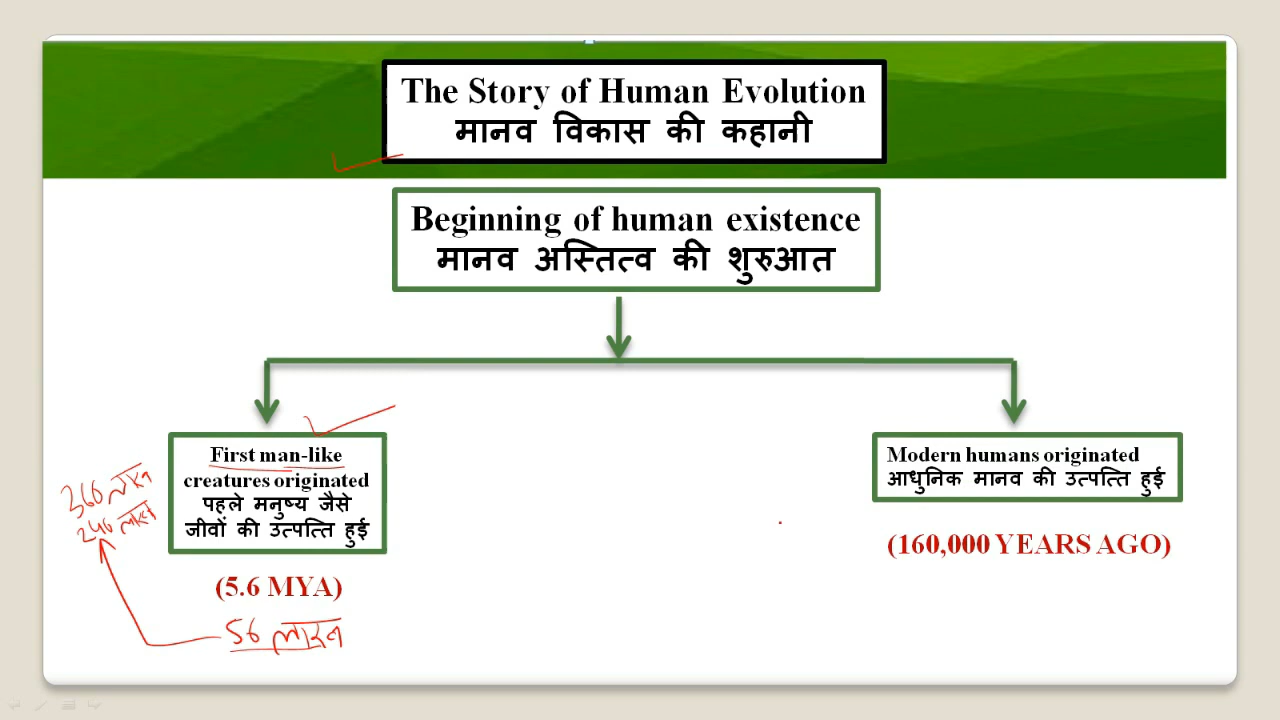 The Story of Human Evolution
मानव विकास की कहानी
Beginning of human existence
मानव अस्तित्व की शुरुआत
First man-like
creatures originated
पहले मनुष्य जैसे
जीवों की उत्पत्ति हुई
(5.6 MYA)
56 लाख
360 लाख
240 लाख
Modern humans originated
आधुनिक मानव की उत्पत्ति हुई
(160,000 YEARS AGO)